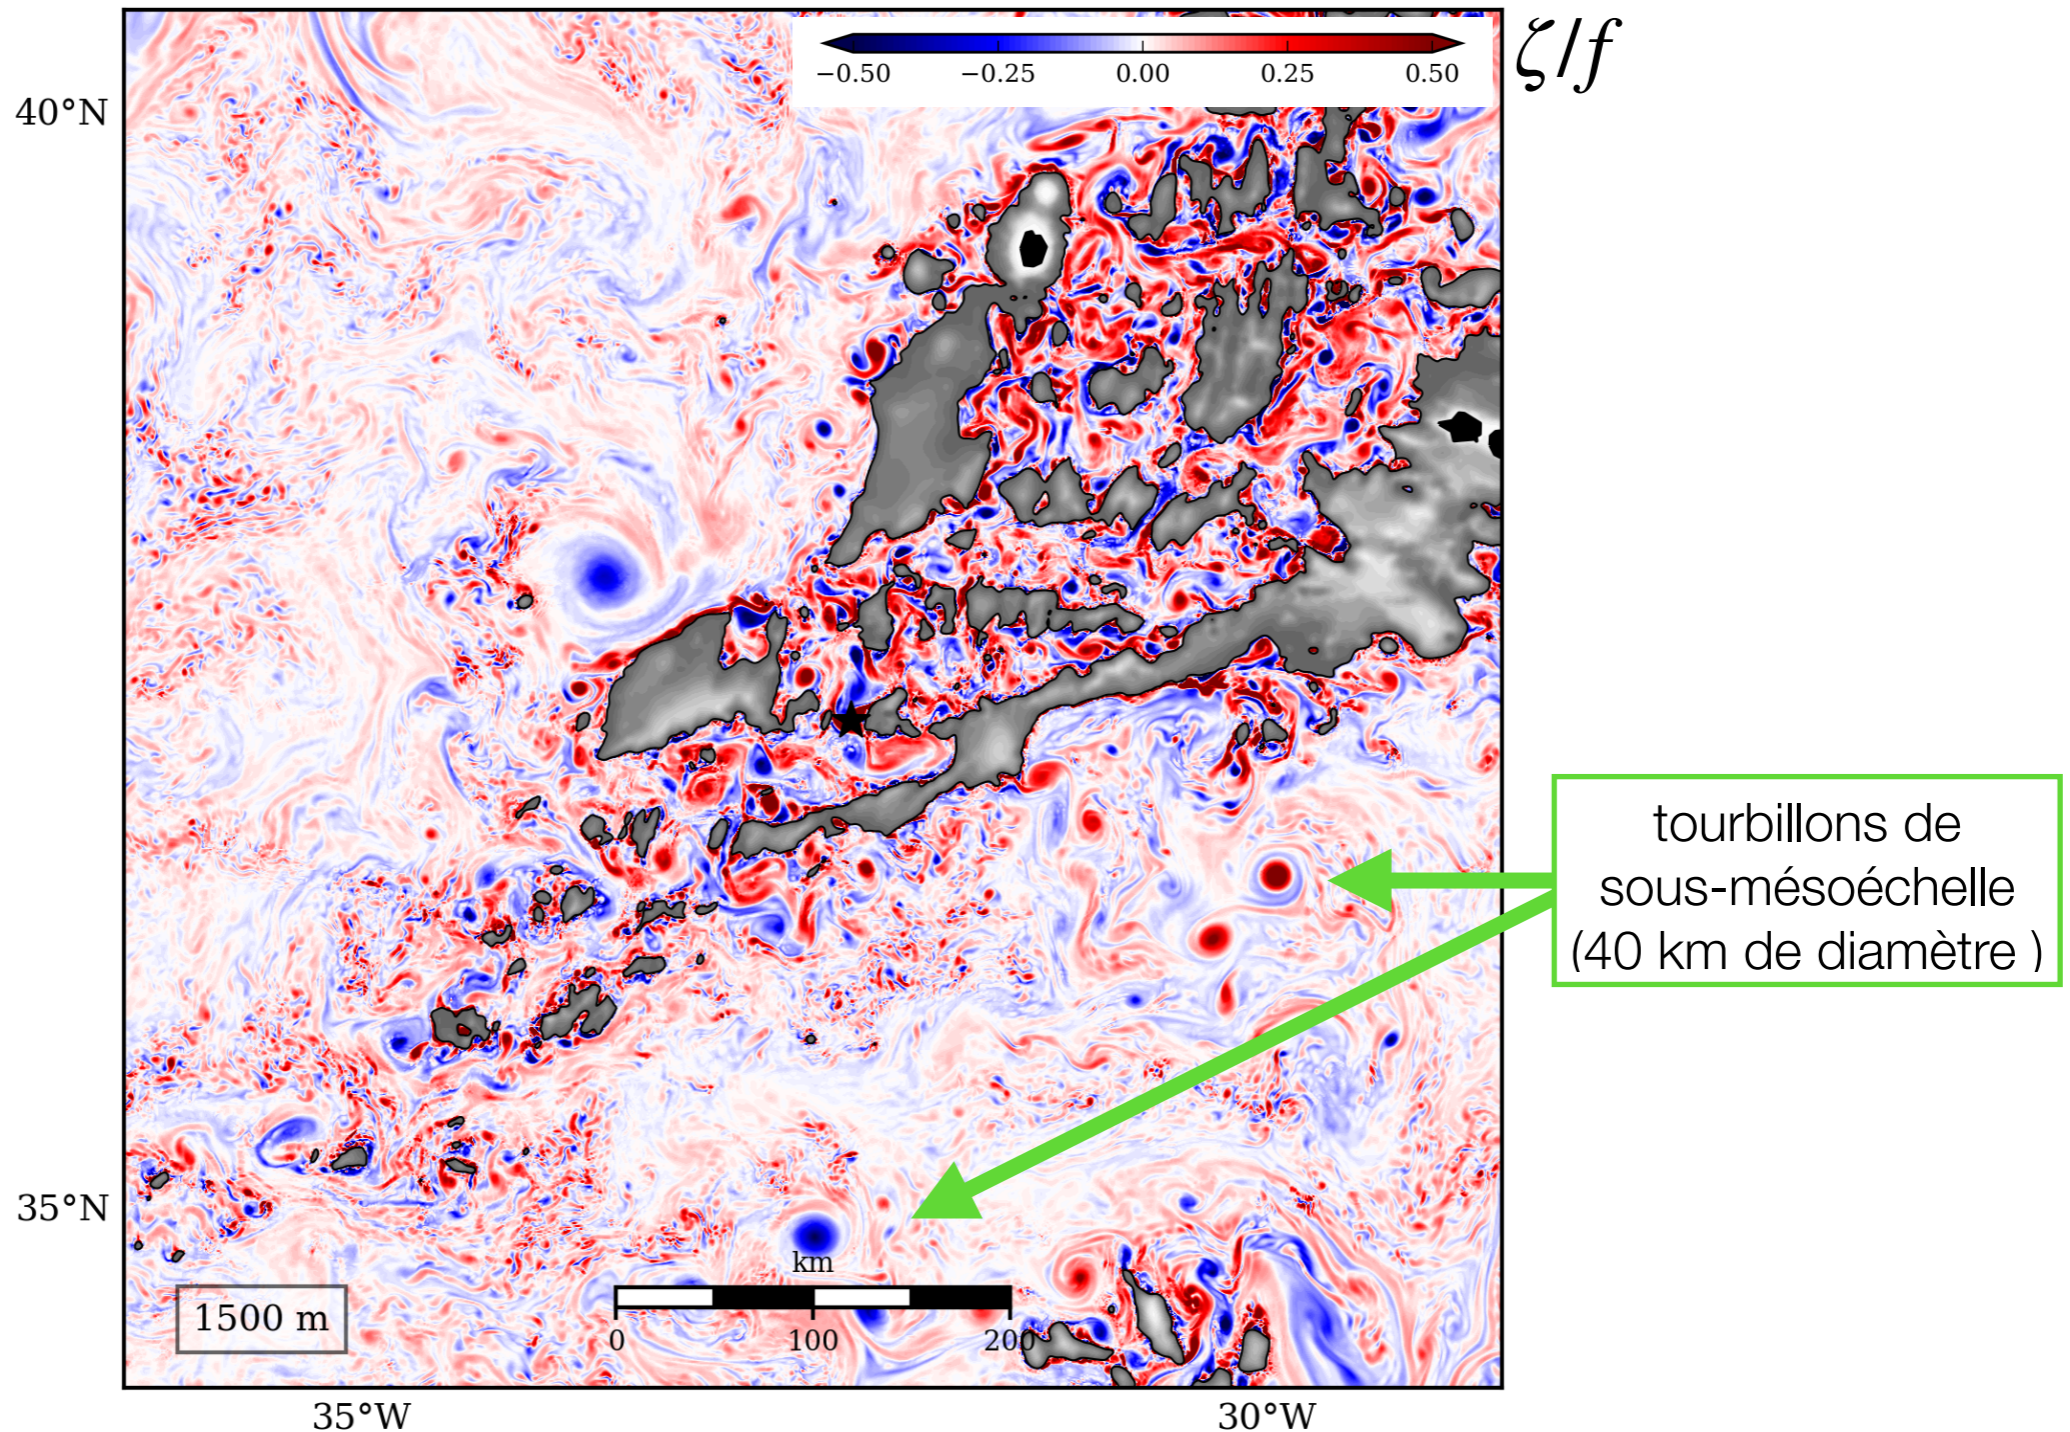 ζ/f
−0.50 −0.25 0.00 0.25 0.50
40°N
tourbillons de
sous-mésoéchelle
(40 km de diamètre )
35°N
km
1500 m
0 100 200
35°W 30°W